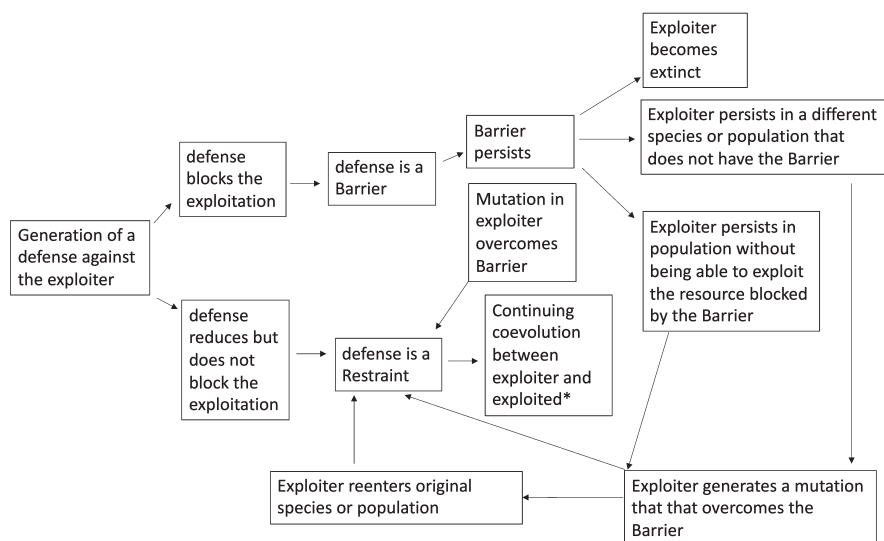 Exploiter
becomes
extinct
Barrier
persists
Exploiter persists in a different
species or population that
does not have the Barrier
defense
blocks the
exploitation
defense is a
Barrier
Mutation in
exploiter
overcomes
Barrier
Generation of a
defense against
the exploiter
Exploiter persists in
population without
being able to exploit
the resource blocked
by the Barrier
defense
reduces but
does not
block the
exploitation
defense is a
Restraint
Continuing
coevolution
between
exploiter and
exploited*
Exploiter reenters original
species or population
Exploiter generates a mutation
that that overcomes the
Barrier